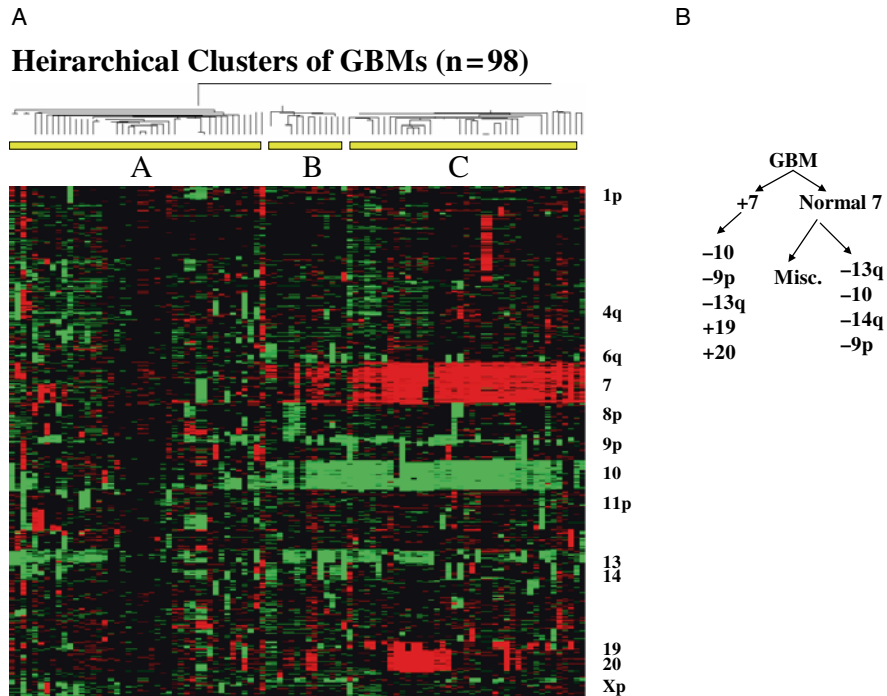 A
B
Heirarchical Clusters of GBMs (n=98)
A
B
C
1p
4q
6q
7
8p
9p
10
11p
13
14
19
20
Xp
GBM
+7
Normal 7
–10
–9p
–13q
+19
+20
Misc.
–13q
–10
–14q
–9p